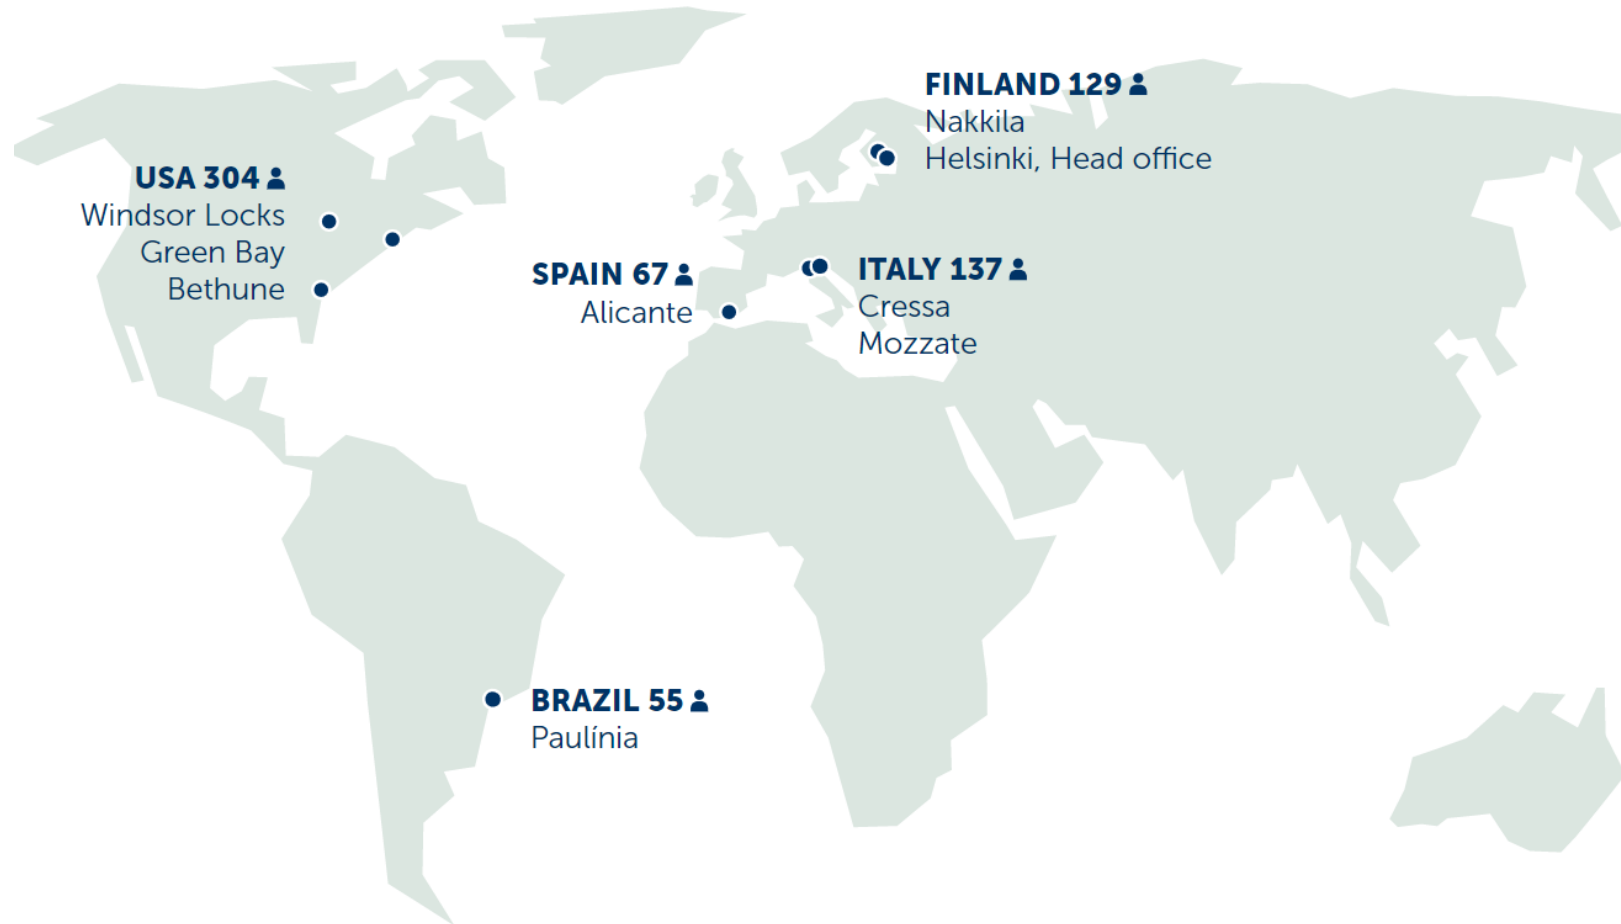 FINLAND 129
Nakkila
Helsinki, Head office
USA 304
Windsor Locks
Green Bay
Bethune
SPAIN 67
Alicante
ITALY 137
Cressa
Mozzate
BRAZIL 55
Paulínia